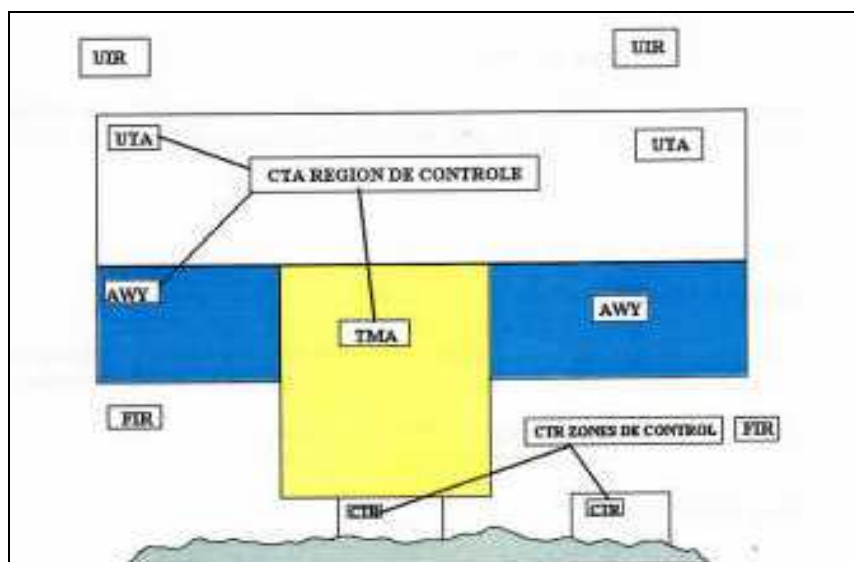 UIR
UIR
UTA
UTA
CTA REGION DE CONTROLE
AWY
AWY
TMA
FIR
CTR ZONES DE CONTROL
FIR
CTR
CTR